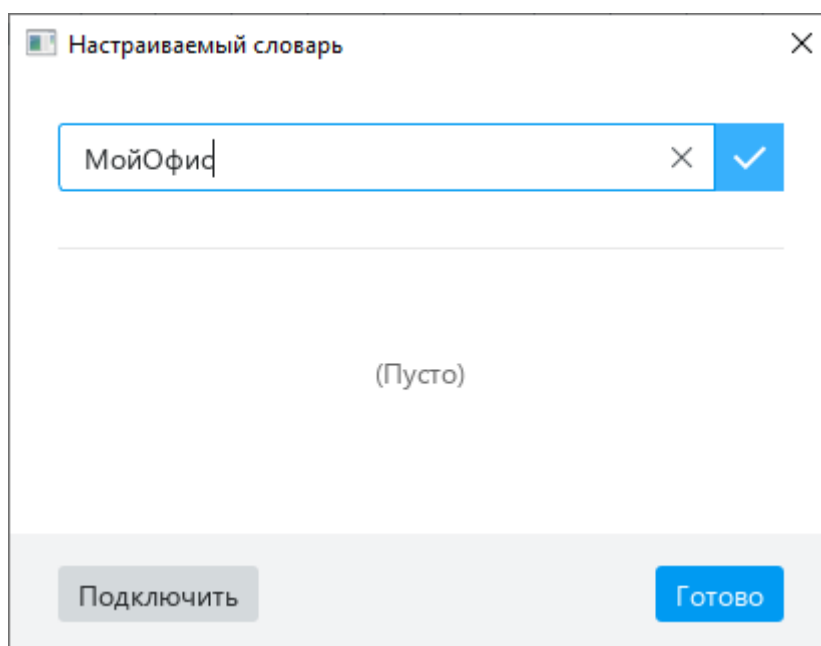 Настраиваемый словарь
МойОфис
(Пусто)
Подключить
Готово